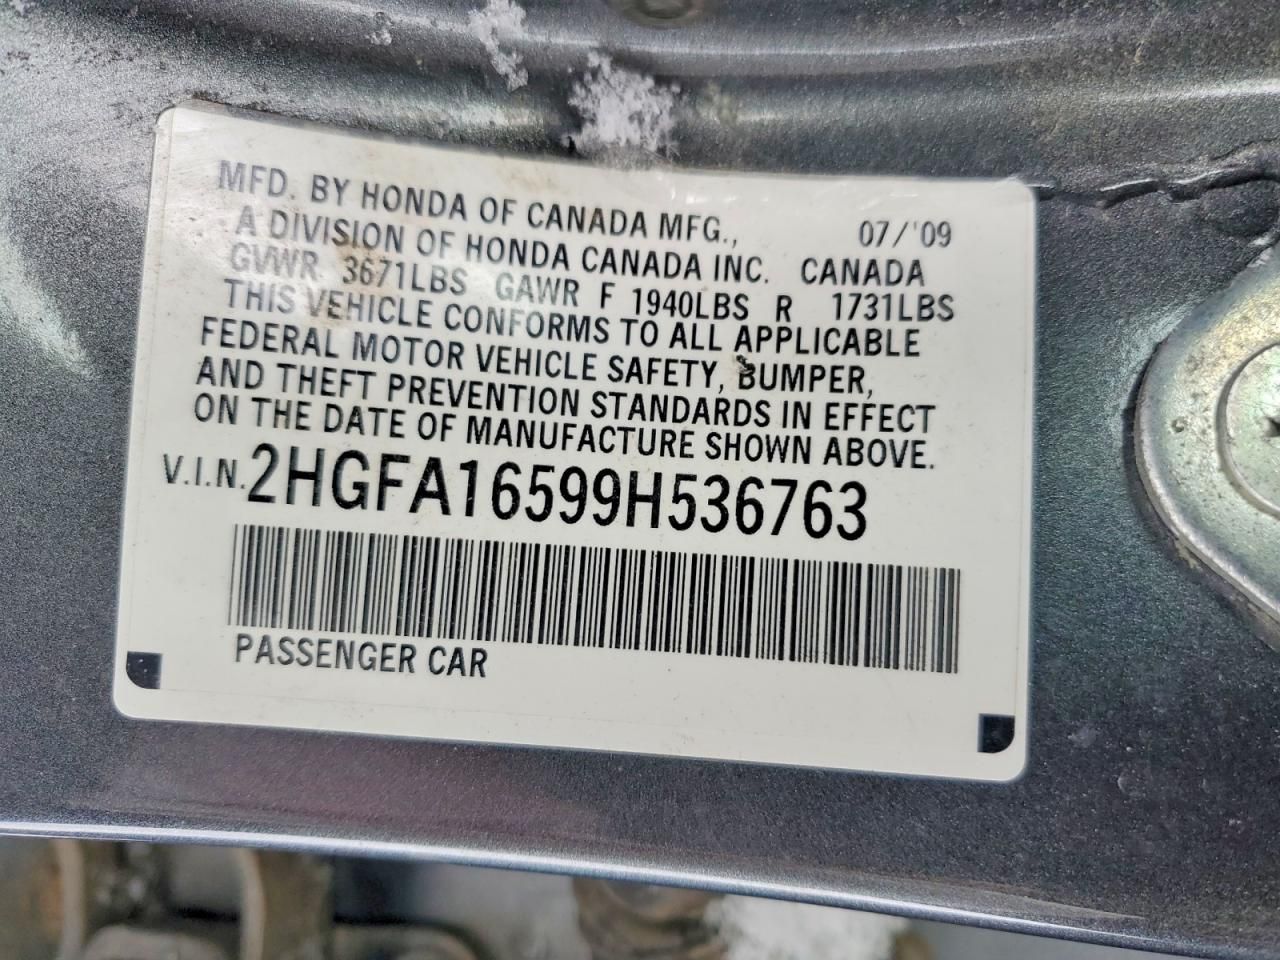 MFD. BY HONDA OF CANADA MFG., 07/'09
A DIVISION OF HONDA CANADA INC. CANADA
GVWR 3671LBS GAWR F 1940LBS R 1731LBS
THIS VEHICLE CONFORMS TO ALL APPLICABLE
FEDERAL MOTOR VEHICLE SAFETY, BUMPER,
AND THEFT PREVENTION STANDARDS IN EFFECT
ON THE DATE OF MANUFACTURE SHOWN ABOVE.
V.I.N. 2HGFA16599H536763
PASSENGER CAR